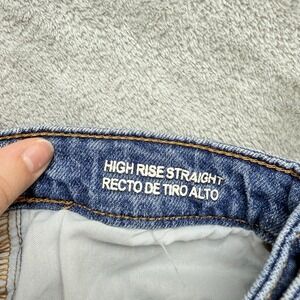 HIGH RISE STRAIGHT
RECTO DE TIRO ALTO